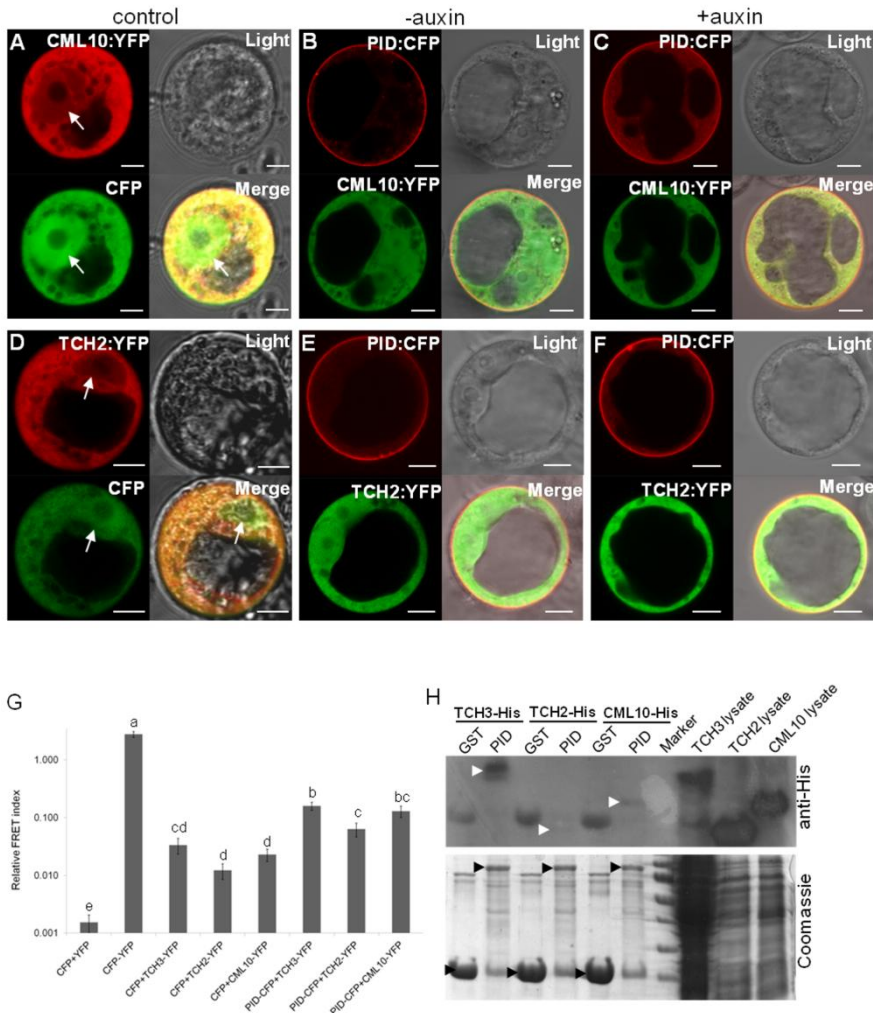 control
-auxin
+auxin
A
CML10:YFP
Light
CFP
Merge
B
PID:CFP
Light
CML10:YFP
Merge
C
PID:CFP
Light
CML10:YFP
Merge
D
TCH2:YFP
Light
CFP
Merge
E
PID:CFP
Light
TCH2:YFP
Merge
F
PID:CFP
Light
TCH2:YFP
Merge
G
Relative FRET index
1.000
0.100
0.010
0.001
e
a
cd
d
d
b
c
bc
CFP+YFP
CFP-YFP
CFP+TCH3-YFP
CFP+TCH2-YFP
CFP+CML10-YFP
PID-CFP+TCH3-YFP
PID-CFP+TCH2-YFP
PID-CFP+CML10-YFP
H
TCH3-His
TCH2-His
CML10-His
GST
PID
GST
PID
GST
PID
Marker
TCH3 lysate
TCH2 lysate
CML10 lysate
anti-His
Coomassie